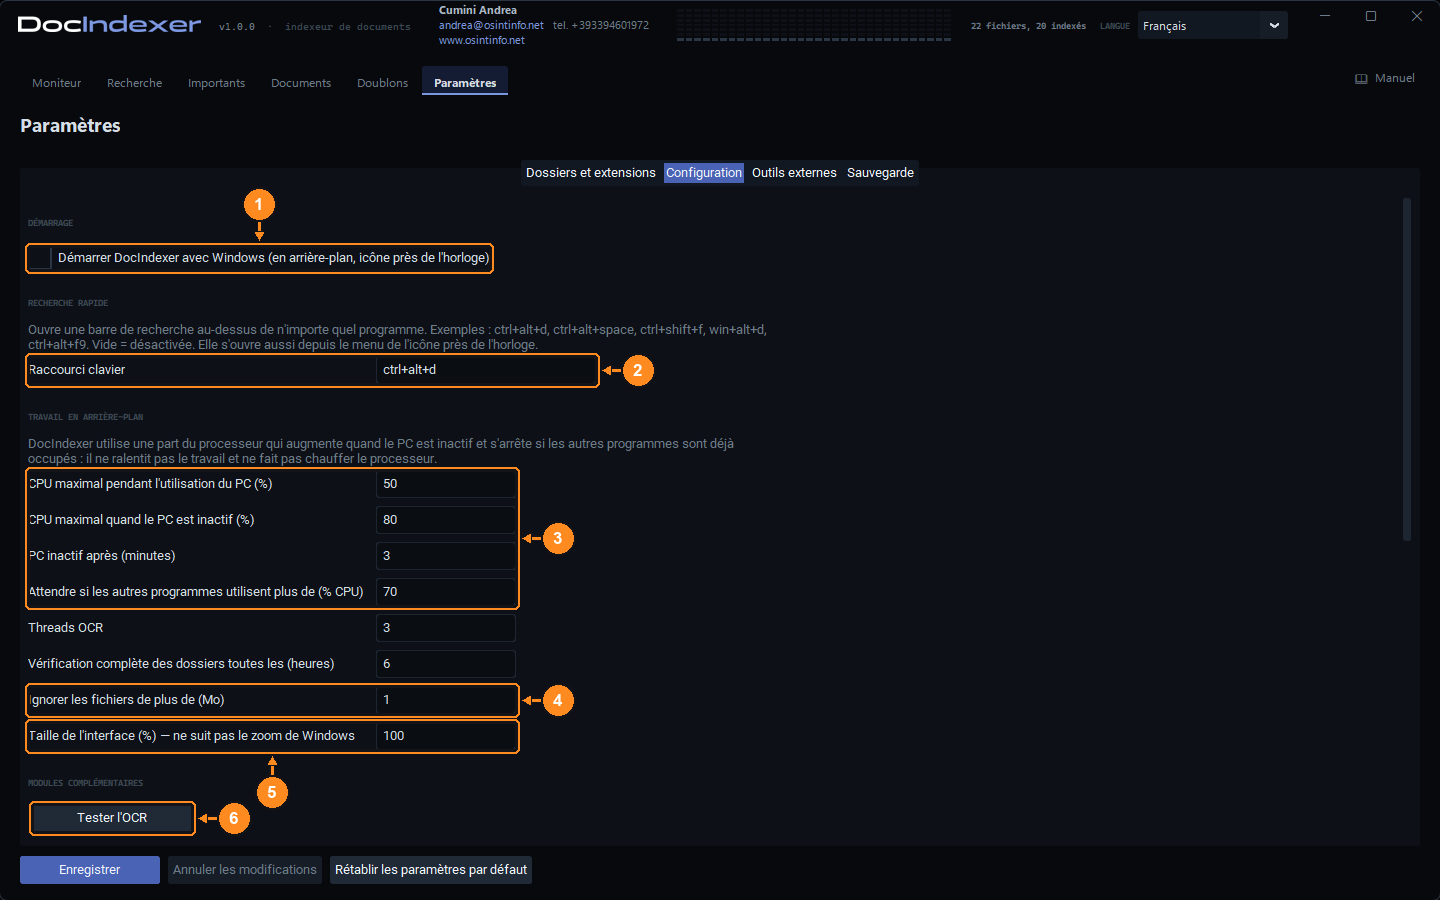 DocIndexer v1.0.0 · indexeur de documents
Cumini Andrea
andrea@osintinfo.net tel. +393394601972
www.osintinfo.net
22 fichiers, 20 indexés LANGUE Français
Moniteur Recherche Importants Documents Doublons Paramètres Manuel
Paramètres
Dossiers et extensions Configuration Outils externes Sauvegarde
1
DÉMARRAGE
Démarrer DocIndexer avec Windows (en arrière-plan, icône près de l'horloge)
RECHERCHE RAPIDE
Ouvre une barre de recherche au-dessus de n'importe quel programme. Exemples : ctrl+alt+d, ctrl+alt+space, ctrl+shift+f, win+alt+d,
ctrl+alt+f9. Vide = désactivée. Elle s'ouvre aussi depuis le menu de l'icône près de l'horloge.
Raccourci clavier ctrl+alt+d 2
TRAVAIL EN ARRIÈRE-PLAN
DocIndexer utilise une part du processeur qui augmente quand le PC est inactif et s'arrête si les autres programmes sont déjà
occupés : il ne ralentit pas le travail et ne fait pas chauffer le processeur.
CPU maximal pendant l'utilisation du PC (%) 50
CPU maximal quand le PC est inactif (%) 80
3
PC inactif après (minutes) 3
Attendre si les autres programmes utilisent plus de (% CPU) 70
Threads OCR 3
Vérification complète des dossiers toutes les (heures) 6
Ignorer les fichiers de plus de (Mo) 1 4
Taille de l'interface (%) — ne suit pas le zoom de Windows 100
5
MODULES COMPLÉMENTAIRES
Tester l'OCR 6
Enregistrer Annuler les modifications Rétablir les paramètres par défaut